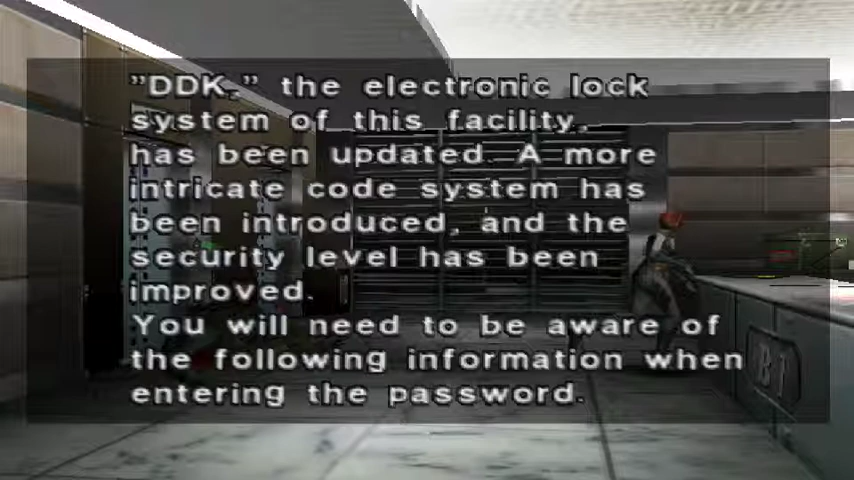 "DDK," the electronic lock
system of this facility,
has been updated. A more
intricate code system has
been introduced, and the
security level has been
improved.
You will need to be aware of
the following information when
entering the password.
B1